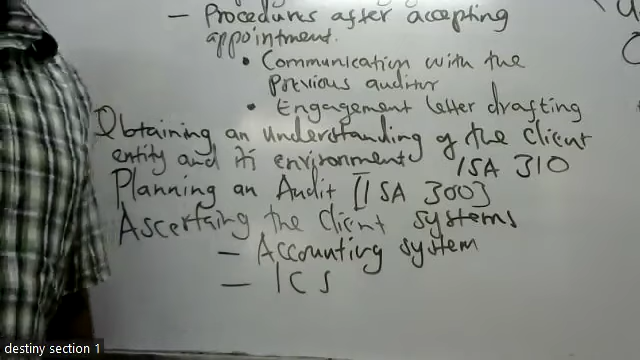 — Procedures after accepting
appointment.
• Communication with the
previous auditor
• Engagement letter drafting
Obtaining an understanding of the client
entity and its environment ISA 310
Planning an Audit [ISA 300]
Ascertaing the Client systems
— Accounting system
— ICS
destiny section 1